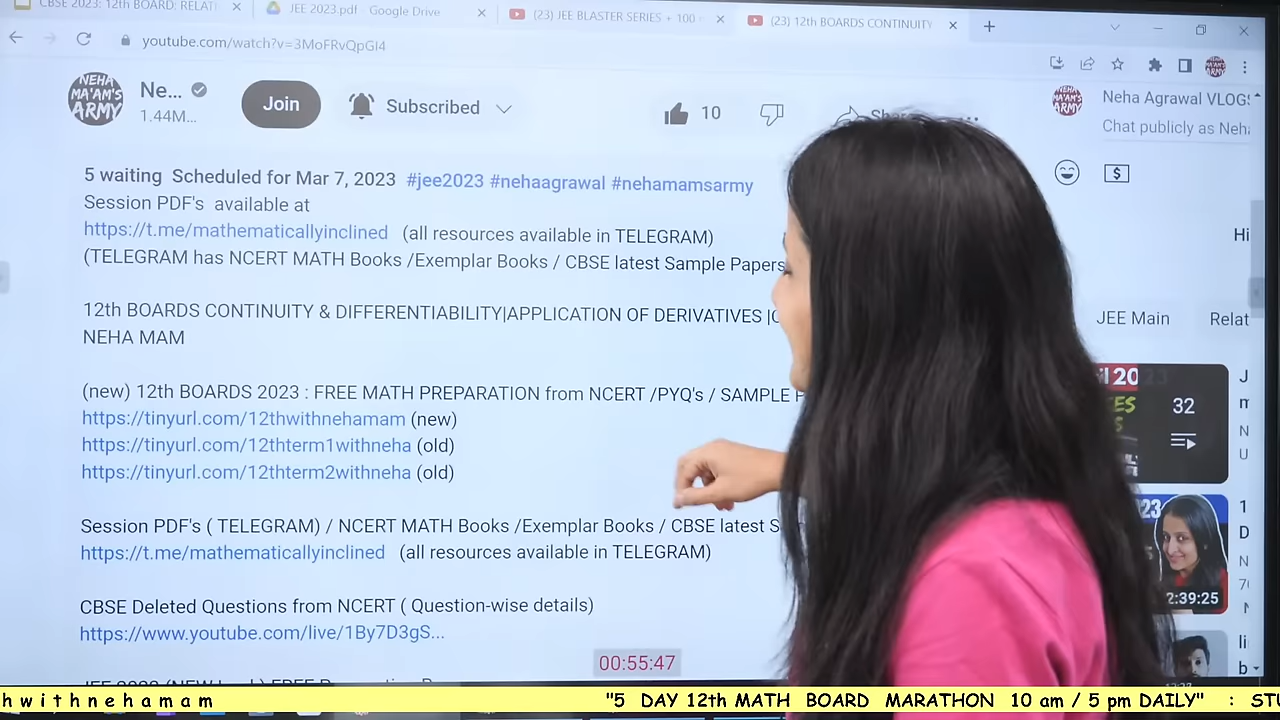 CBSE 2023: 12th BOARD: RELATI
JEE 2023.pdf - Google Drive
(23) JEE BLASTER SERIES + 100
(23) 12th BOARDS CONTINUITY
youtube.com/watch?v=3MoFRvQpGI4
NEHA MA'AM'S ARMY
Ne...
1.44M...
Join
Subscribed
10
Share
Neha Agrawal VLOGS
Chat publicly as Neha
5 waiting Scheduled for Mar 7, 2023 #jee2023 #nehaagrawal #nehamamsarmy
Session PDF's available at
https://t.me/mathematicallyinclined (all resources available in TELEGRAM)
(TELEGRAM has NCERT MATH Books /Exemplar Books / CBSE latest Sample Papers
Hi
12th BOARDS CONTINUITY & DIFFERENTIABILITY|APPLICATION OF DERIVATIVES |
NEHA MAM
JEE Main
Relat
(new) 12th BOARDS 2023 : FREE MATH PREPARATION from NCERT /PYQ's / SAMPLE P
https://tinyurl.com/12thwithnehamam (new)
https://tinyurl.com/12thterm1withneha (old)
https://tinyurl.com/12thterm2withneha (old)
32
Session PDF's ( TELEGRAM) / NCERT MATH Books /Exemplar Books / CBSE latest S
https://t.me/mathematicallyinclined (all resources available in TELEGRAM)
2:39:25
CBSE Deleted Questions from NCERT ( Question-wise details)
https://www.youtube.com/live/1By7D3gS...
00:55:47
hwithnehamam
"5 DAY 12th MATH BOARD MARATHON 10 am / 5 pm DAILY" : STU